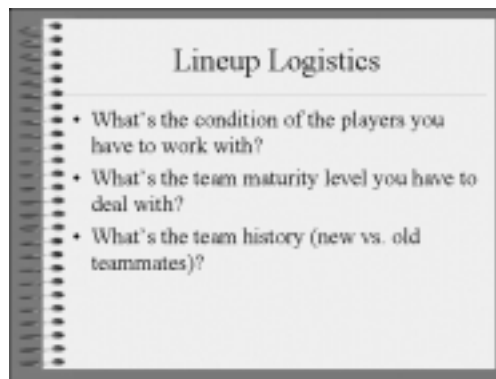 Lineup Logistics
• What's the condition of the players you
have to work with?
• What's the team maturity level you have to
deal with?
• What's the team history (new vs. old
teammates)?